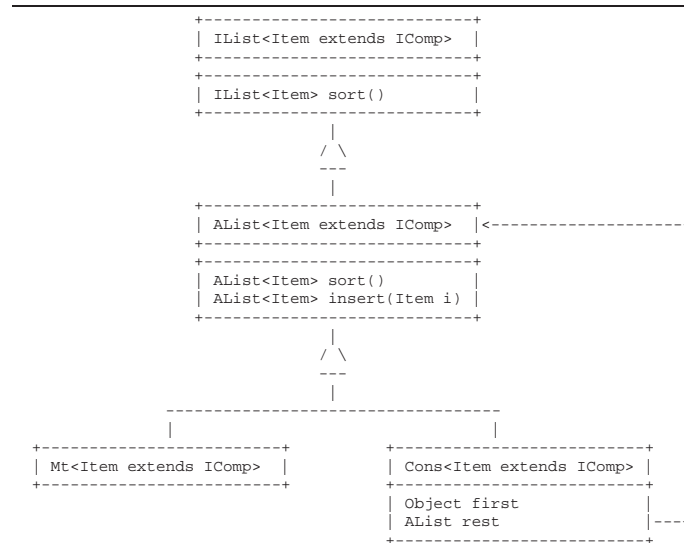 IList<Item extends IComp>
IList<Item> sort()
AList<Item extends IComp>
AList<Item> sort()
AList<Item> insert(Item i)
Mt<Item extends IComp>
Cons<Item extends IComp>
Object first
AList rest